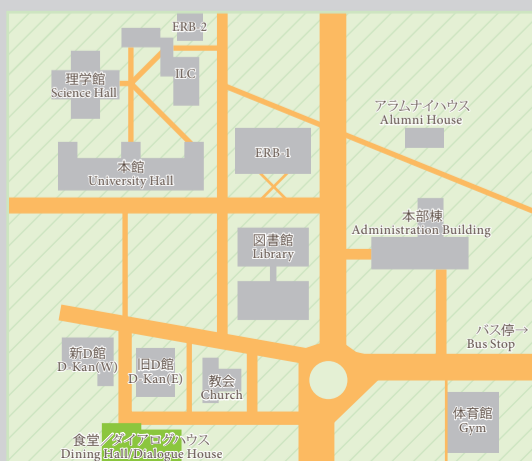 ERB-2
ILC
理学館
Science Hall
アラムナイハウス
Alumni House
ERB-1
本館
University Hall
本部棟
Administration Building
図書館
Library
バス停→
Bus Stop
新D館
D-Kan(W)
旧D館
D-Kan(E)
教会
Church
体育館
Gym
食堂／ダイアログハウス
Dining Hall/Dialogue House